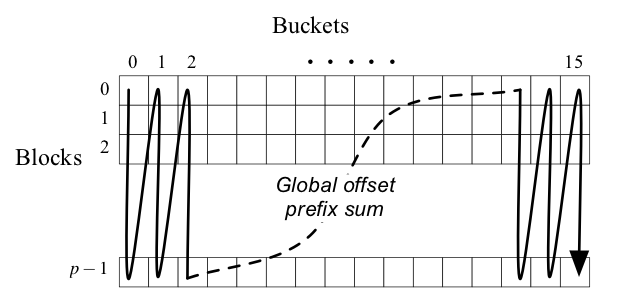 Buckets
0 1 2 . . . . . 15
0
1
2
Blocks
Global offset
prefix sum
p – 1